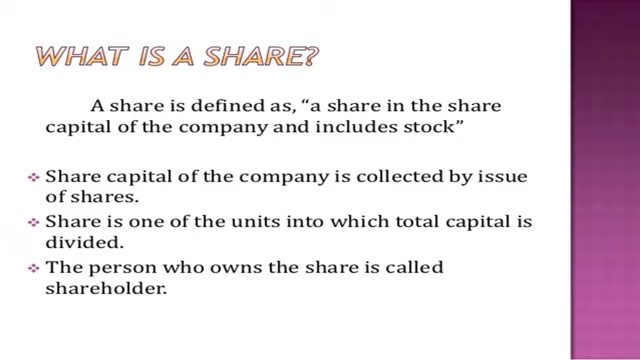 WHAT IS A SHARE?
A share is defined as, “a share in the share
capital of the company and includes stock”
❖ Share capital of the company is collected by issue
of shares.
❖ Share is one of the units into which total capital is
divided.
❖ The person who owns the share is called
shareholder.